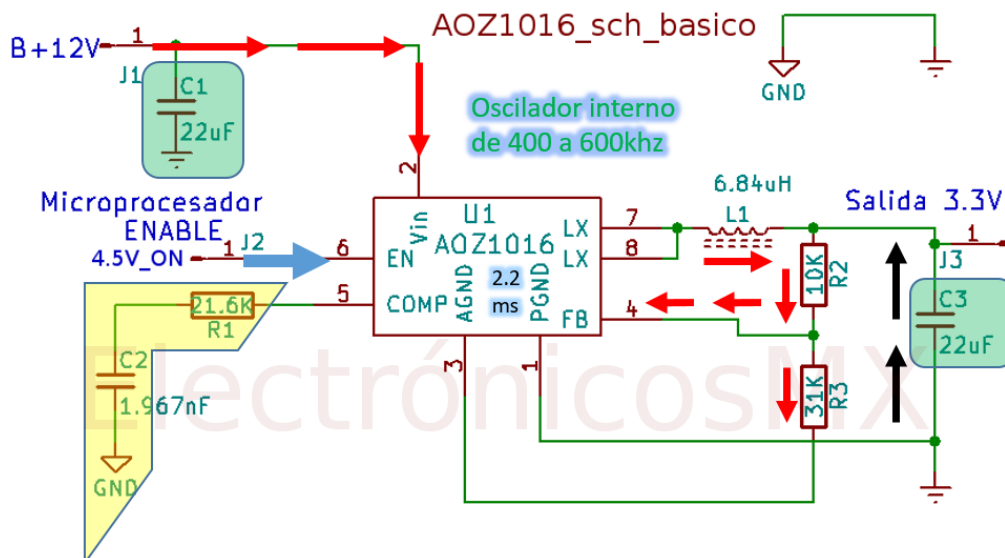 AOZ1016_sch_basico
B+12V
1
J1
C1
22uF
GND
Oscilador interno
de 400 a 600khz
2
Microprocesador
ENABLE
4.5V_ON
1
J2
6
EN
Vin
U1
AOZ1016
2.2
ms
LX
7
LX
8
6.84uH
L1
Salida 3.3V
1
J3
10K
R2
5
COMP
AGND
PGND
FB
4
21.6K
R1
C2
1.967nF
GND
3
1
31K
R3
C3
22uF
ElectrónicosMX